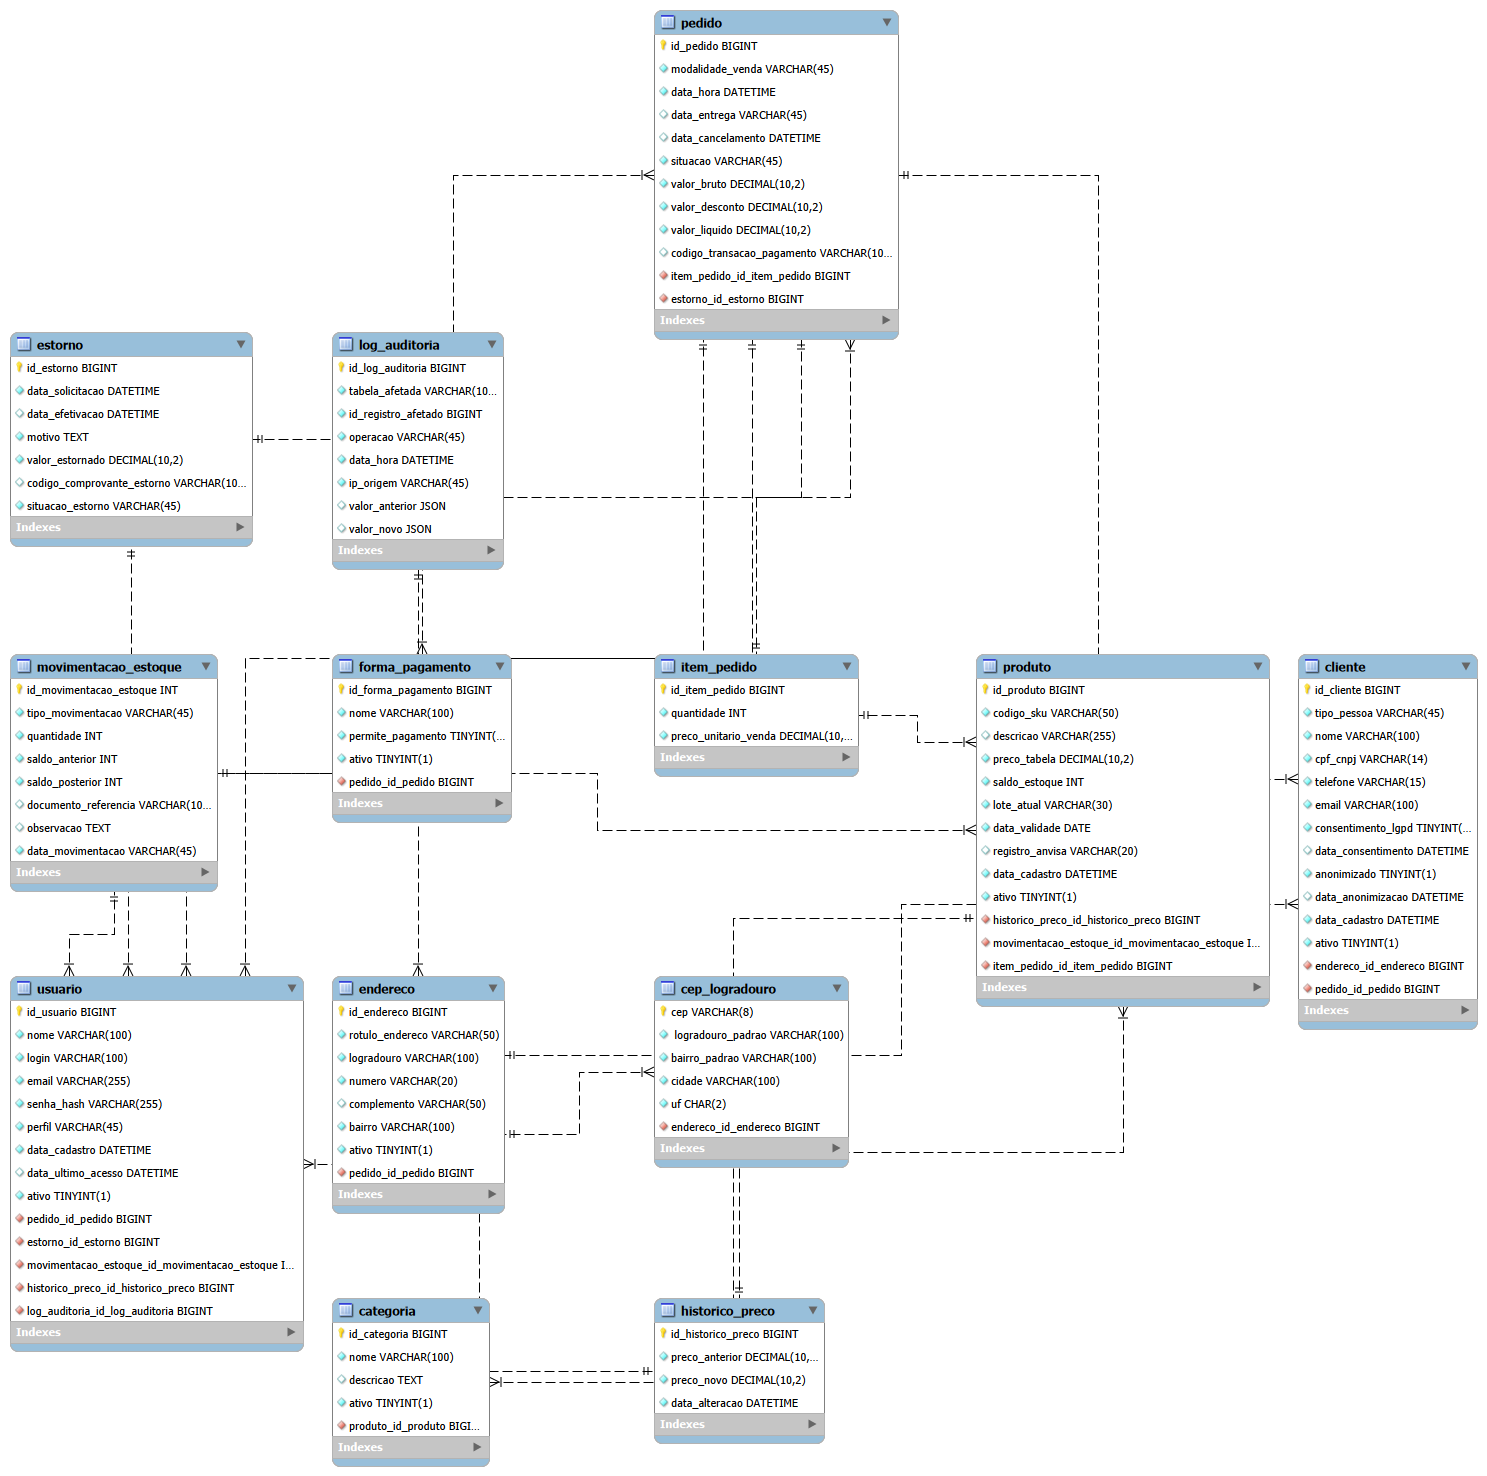 pedido
id_pedido BIGINT
modalidade_venda VARCHAR(45)
data_hora DATETIME
data_entrega VARCHAR(45)
data_cancelamento DATETIME
situacao VARCHAR(45)
valor_bruto DECIMAL(10,2)
valor_desconto DECIMAL(10,2)
valor_liquido DECIMAL(10,2)
codigo_transacao_pagamento VARCHAR(10...
item_pedido_id_item_pedido BIGINT
estorno_id_estorno BIGINT
Indexes
estorno
id_estorno BIGINT
data_solicitacao DATETIME
data_efetivacao DATETIME
motivo TEXT
valor_estornado DECIMAL(10,2)
codigo_comprovante_estorno VARCHAR(10...
situacao_estorno VARCHAR(45)
Indexes
log_auditoria
id_log_auditoria BIGINT
tabela_afetada VARCHAR(10...
id_registro_afetado BIGINT
operacao VARCHAR(45)
data_hora DATETIME
ip_origem VARCHAR(45)
valor_anterior JSON
valor_novo JSON
Indexes
movimentacao_estoque
id_movimentacao_estoque INT
tipo_movimentacao VARCHAR(45)
quantidade INT
saldo_anterior INT
saldo_posterior INT
documento_referencia VARCHAR(10...
observacao TEXT
data_movimentacao VARCHAR(45)
Indexes
forma_pagamento
id_forma_pagamento BIGINT
nome VARCHAR(100)
permite_pagamento TINYINT(...
ativo TINYINT(1)
pedido_id_pedido BIGINT
Indexes
item_pedido
id_item_pedido BIGINT
quantidade INT
preco_unitario_venda DECIMAL(10,...
Indexes
produto
id_produto BIGINT
codigo_sku VARCHAR(50)
descricao VARCHAR(255)
preco_tabela DECIMAL(10,2)
saldo_estoque INT
lote_atual VARCHAR(30)
data_validade DATE
registro_anvisa VARCHAR(20)
data_cadastro DATETIME
ativo TINYINT(1)
historico_preco_id_historico_preco BIGINT
movimentacao_estoque_id_movimentacao_estoque I...
item_pedido_id_item_pedido BIGINT
Indexes
cliente
id_cliente BIGINT
tipo_pessoa VARCHAR(45)
nome VARCHAR(100)
cpf_cnpj VARCHAR(14)
telefone VARCHAR(15)
email VARCHAR(100)
consentimento_lgpd TINYINT(...
data_consentimento DATETIME
anonimizado TINYINT(1)
data_anonimizacao DATETIME
data_cadastro DATETIME
ativo TINYINT(1)
endereco_id_endereco BIGINT
pedido_id_pedido BIGINT
Indexes
usuario
id_usuario BIGINT
nome VARCHAR(100)
login VARCHAR(100)
email VARCHAR(255)
senha_hash VARCHAR(255)
perfil VARCHAR(45)
data_cadastro DATETIME
data_ultimo_acesso DATETIME
ativo TINYINT(1)
pedido_id_pedido BIGINT
estorno_id_estorno BIGINT
movimentacao_estoque_id_movimentacao_estoque I...
historico_preco_id_historico_preco BIGINT
log_auditoria_id_log_auditoria BIGINT
Indexes
endereco
id_endereco BIGINT
rotulo_endereco VARCHAR(50)
logradouro VARCHAR(100)
numero VARCHAR(20)
complemento VARCHAR(50)
bairro VARCHAR(100)
ativo TINYINT(1)
pedido_id_pedido BIGINT
Indexes
cep_logradouro
cep VARCHAR(8)
logradouro_padrao VARCHAR(100)
bairro_padrao VARCHAR(100)
cidade VARCHAR(100)
uf CHAR(2)
endereco_id_endereco BIGINT
Indexes
categoria
id_categoria BIGINT
nome VARCHAR(100)
descricao TEXT
ativo TINYINT(1)
produto_id_produto BIGI...
Indexes
historico_preco
id_historico_preco BIGINT
preco_anterior DECIMAL(10,...
preco_novo DECIMAL(10,2)
data_alteracao DATETIME
Indexes